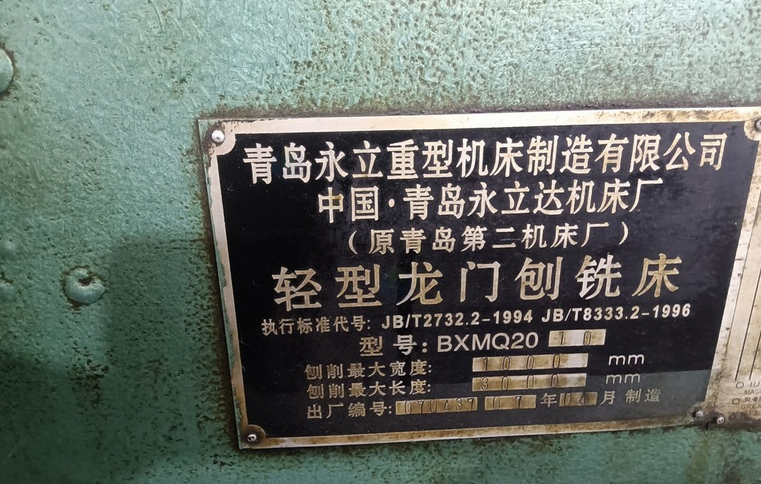 青岛永立重型机床制造有限公司
中国·青岛永立达机床厂
(原青岛第二机床厂)
轻型龙门刨铣床
执行标准代号: JB/T2732.2-1994 JB/T8333.2-1996
型号: BXMQ20 10
刨削最大宽度: 1000 mm
刨削最大长度: 3000 mm
出厂编号: 07年04月制造